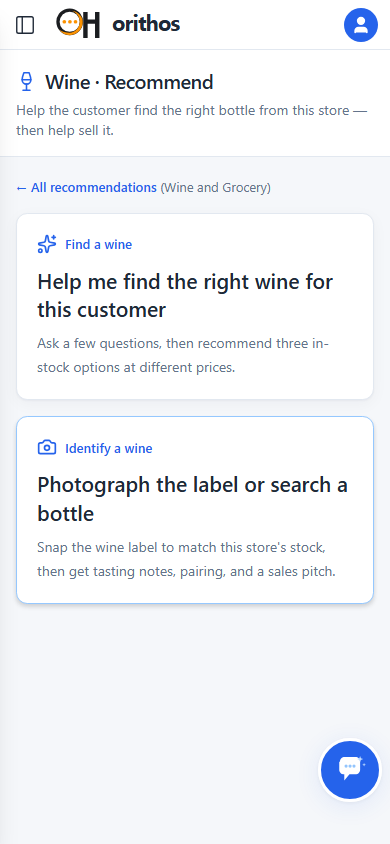 orithos
Wine · Recommend
Help the customer find the right bottle from this store —
then help sell it.
← All recommendations (Wine and Grocery)
Find a wine
Help me find the right wine for
this customer
Ask a few questions, then recommend three in-
stock options at different prices.
Identify a wine
Photograph the label or search a
bottle
Snap the wine label to match this store's stock,
then get tasting notes, pairing, and a sales pitch.